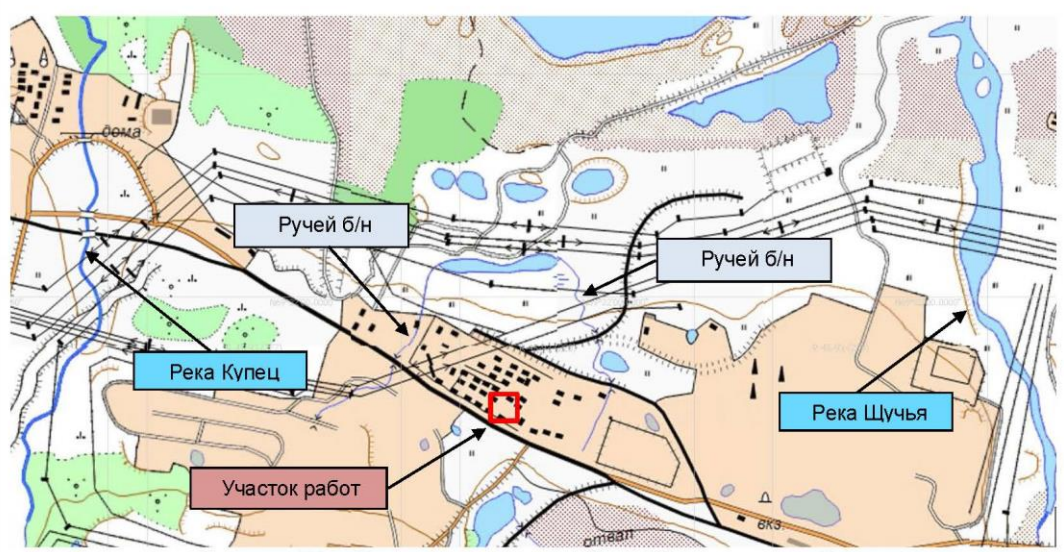 дома
Ручей б/н
Ручей б/н
Река Купец
Река Щучья
Участок работ
вкз
отвал